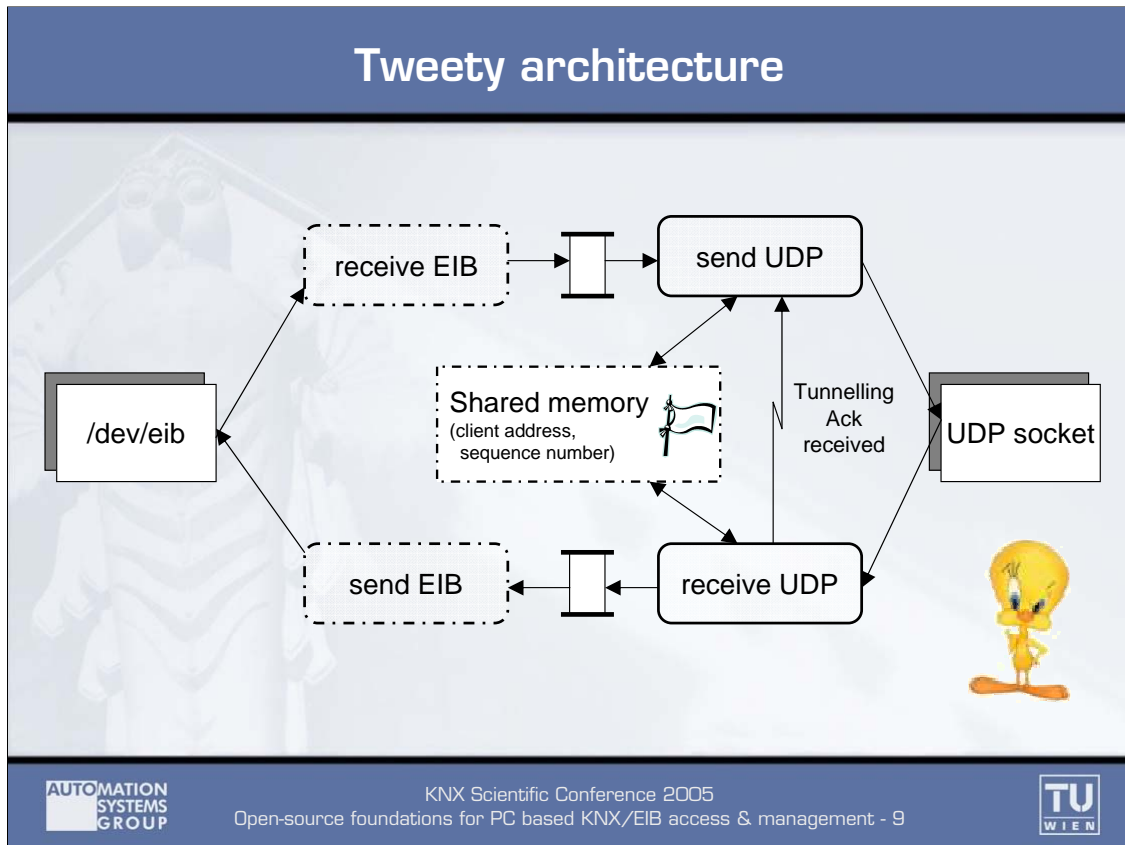 Tweety architecture
receive EIB
send UDP
/dev/eib
Shared memory
(client address,
sequence number)
Tunnelling
Ack
received
UDP socket
send EIB
receive UDP
AUTOMATION
SYSTEMS
GROUP
KNX Scientific Conference 2005
Open-source foundations for PC based KNX/EIB access & management - 9
TU
WIEN